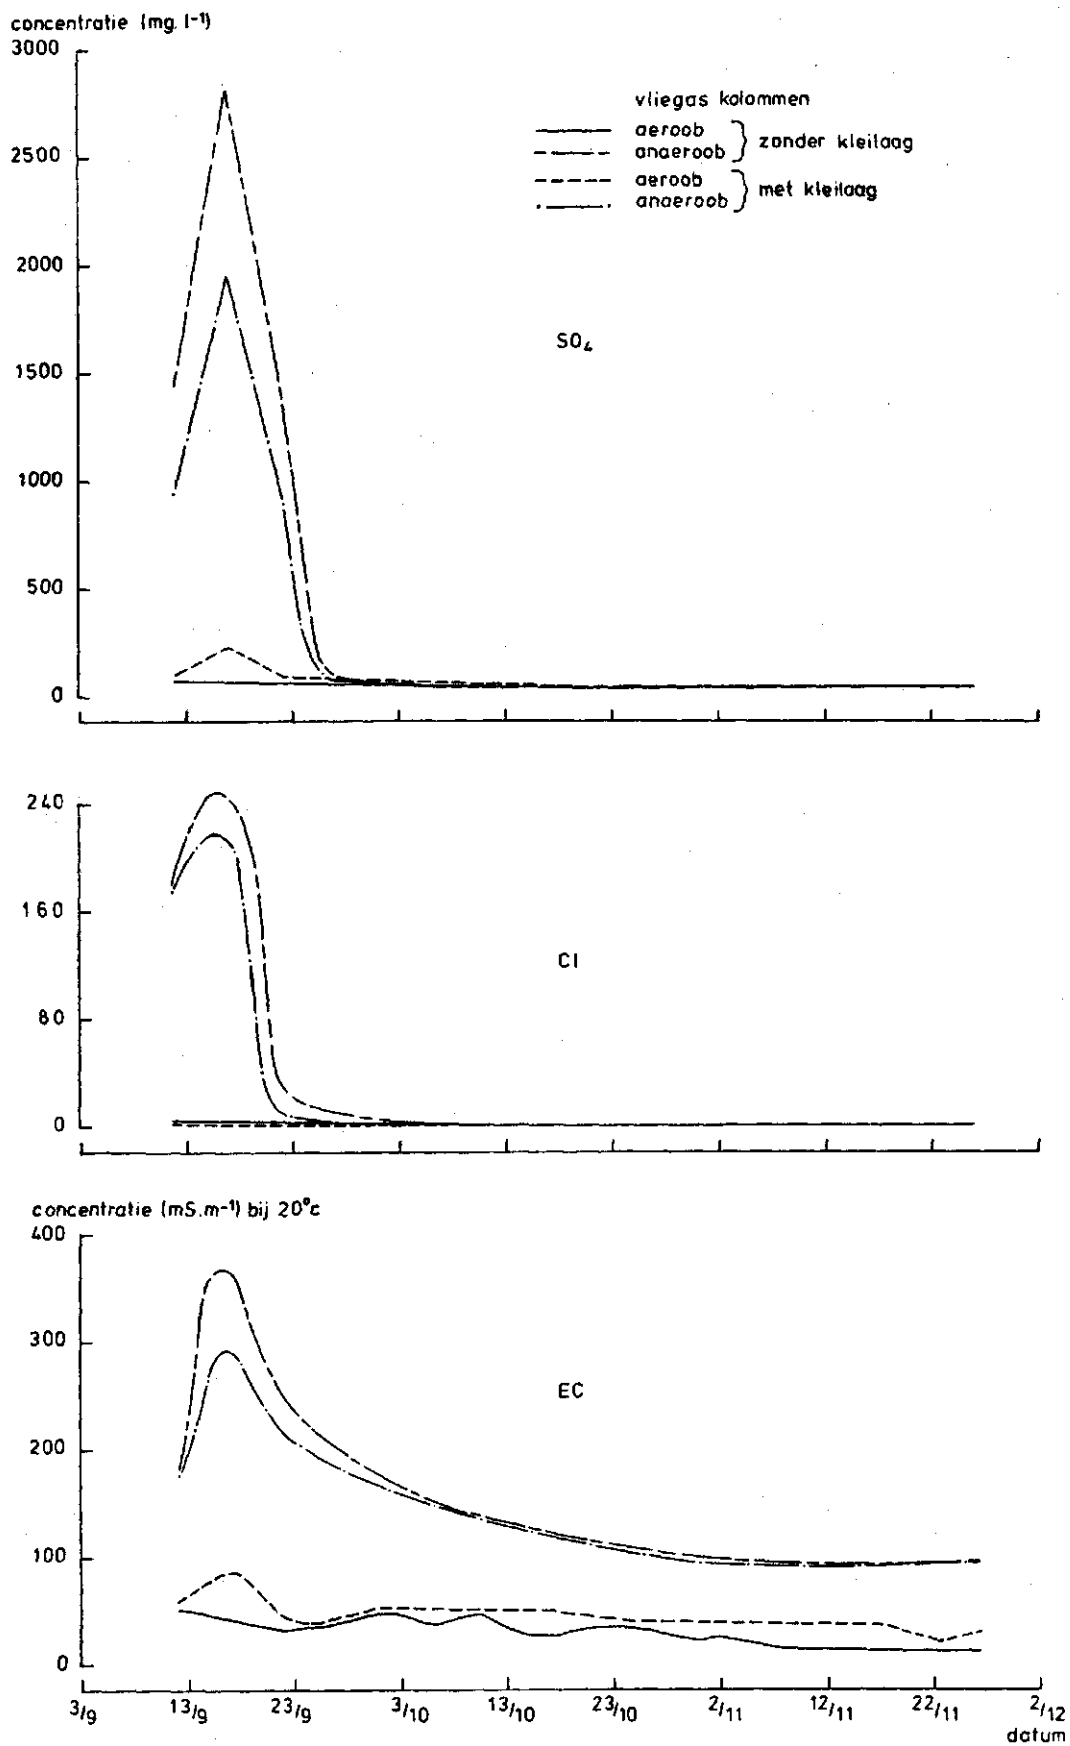 concentratie (mg. l⁻¹)
3000
2500
2000
1500
1000
500
0
vliegas kolommen
aeroob
anaeroob
zonder kleilaag
aeroob
anaeroob
met kleilaag
SO₄
240
160
80
0
Cl
concentratie (mS.m⁻¹) bij 20°c
400
300
200
100
0
EC
3/9 13/9 23/9 3/10 13/10 23/10 2/11 12/11 22/11 2/12
datum